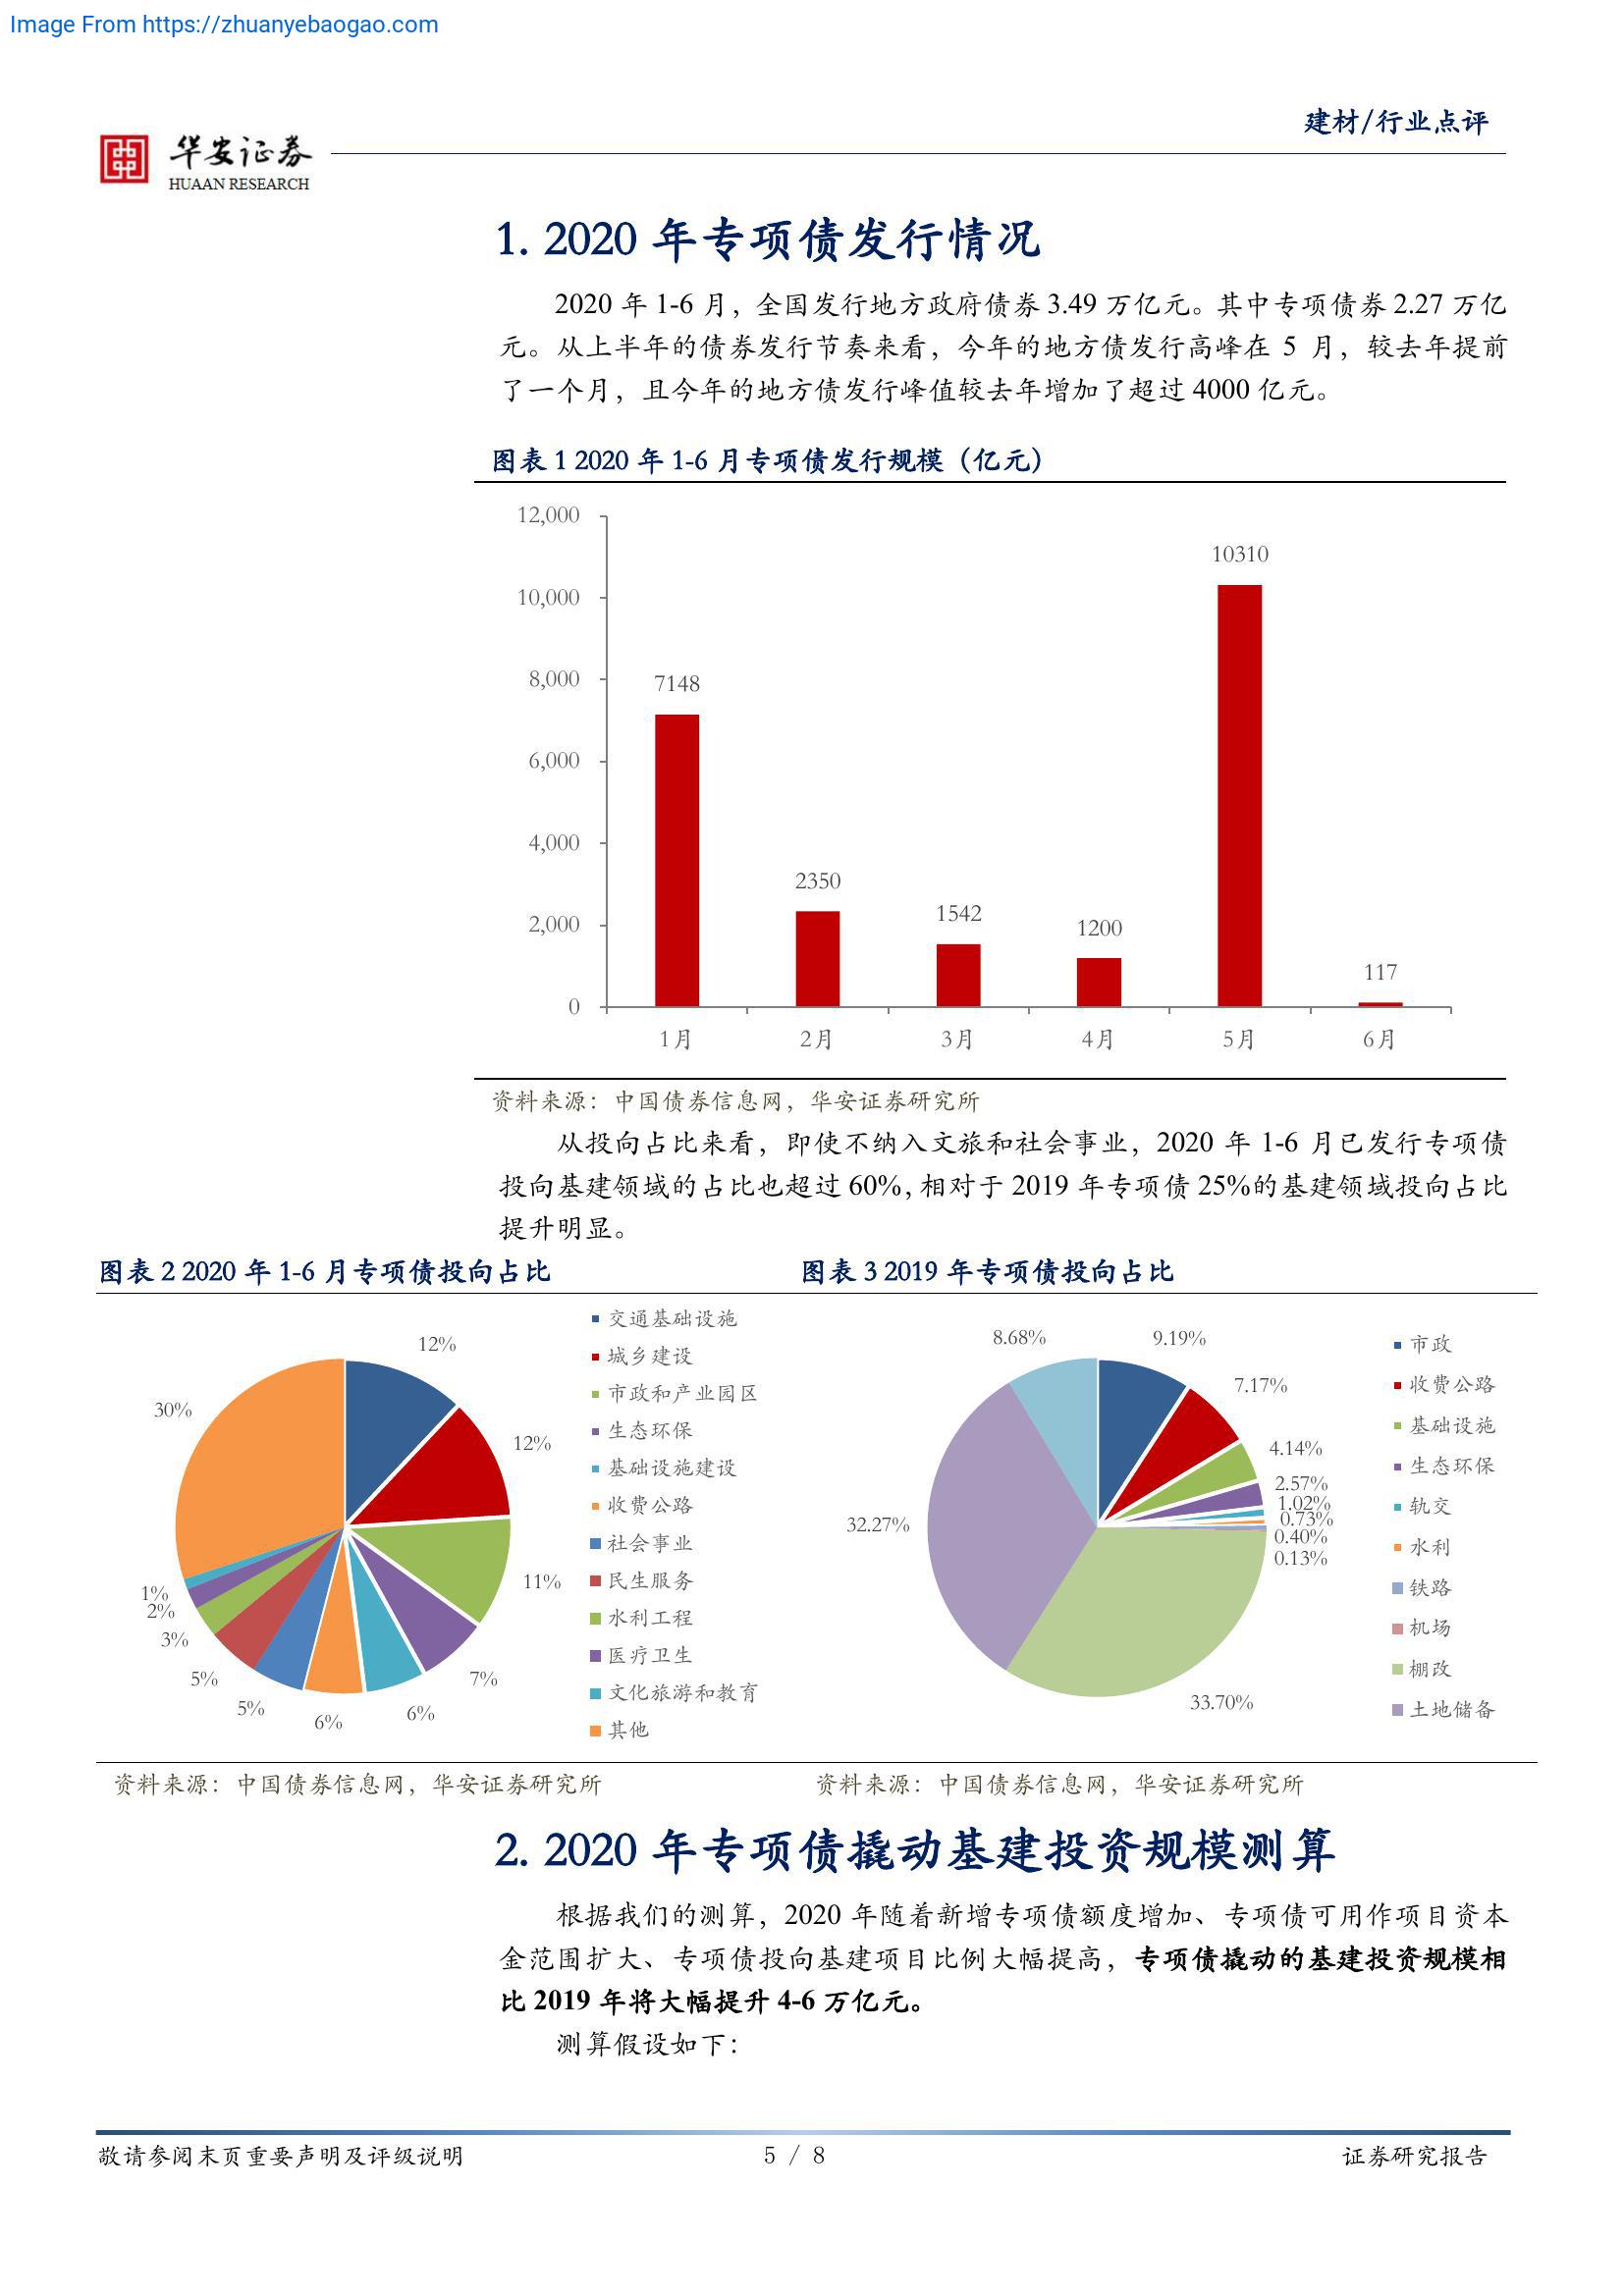 Image From https://zhuanyebaogao.com
建材/行业点评
华安证券
HUAAN RESEARCH
1. 2020 年专项债发行情况
2020 年 1-6 月，全国发行地方政府债券 3.49 万亿元。其中专项债券 2.27 万亿
元。从上半年的债券发行节奏来看，今年的地方债发行高峰在 5 月，较去年提前
了一个月，且今年的地方债发行峰值较去年增加了超过 4000 亿元。
图表 1 2020 年 1-6 月专项债发行规模（亿元）
12,000
10,000
8,000
6,000
4,000
2,000
0
7148
2350
1542
1200
10310
117
1月
2月
3月
4月
5月
6月
资料来源：中国债券信息网，华安证券研究所
从投向占比来看，即使不纳入文旅和社会事业，2020 年 1-6 月已发行专项债
投向基建领域的占比也超过 60%，相对于 2019 年专项债 25%的基建领域投向占比
提升明显。
图表 2 2020 年 1-6 月专项债投向占比
12%
12%
11%
7%
6%
6%
5%
5%
3%
2%
1%
30%
交通基础设施
城乡建设
市政和产业园区
生态环保
基础设施建设
收费公路
社会事业
民生服务
水利工程
医疗卫生
文化旅游和教育
其他
资料来源：中国债券信息网，华安证券研究所
图表 3 2019 年专项债投向占比
9.19%
7.17%
4.14%
2.57%
1.02%
0.73%
0.40%
0.13%
33.70%
32.27%
8.68%
市政
收费公路
基础设施
生态环保
轨交
水利
铁路
机场
棚改
土地储备
资料来源：中国债券信息网，华安证券研究所
2. 2020 年专项债撬动基建投资规模测算
根据我们的测算，2020 年随着新增专项债额度增加、专项债可用作项目资本
金范围扩大、专项债投向基建项目比例大幅提高，专项债撬动的基建投资规模相
比 2019 年将大幅提升 4-6 万亿元。
测算假设如下：
敬请参阅末页重要声明及评级说明
5 / 8
证券研究报告